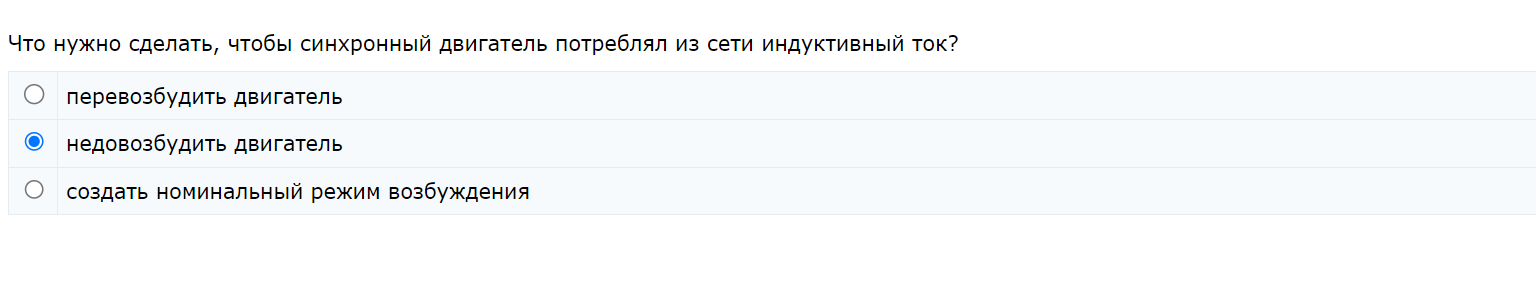 Что нужно сделать, чтобы синхронный двигатель потреблял из сети индуктивный ток?
перевозбудить двигатель
недовозбудить двигатель
создать номинальный режим возбуждения